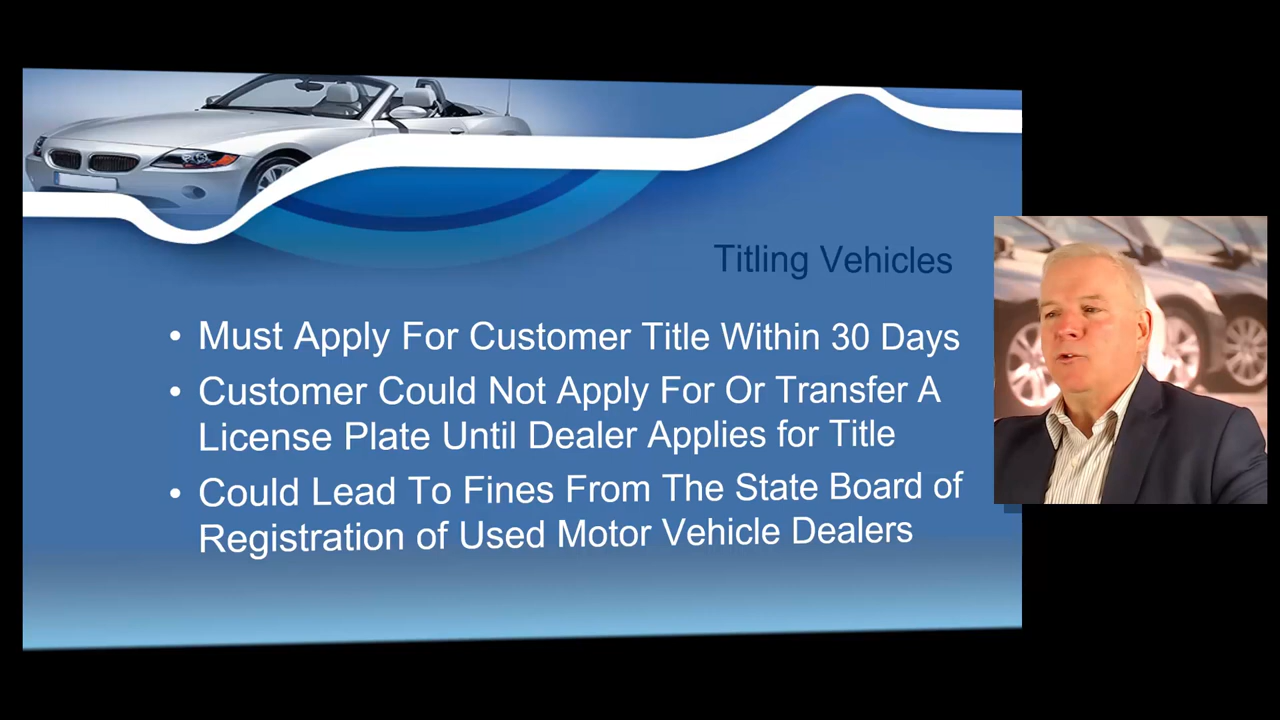 Titling Vehicles
• Must Apply For Customer Title Within 30 Days
• Customer Could Not Apply For Or Transfer A
License Plate Until Dealer Applies for Title
• Could Lead To Fines From The State Board of
Registration of Used Motor Vehicle Dealers